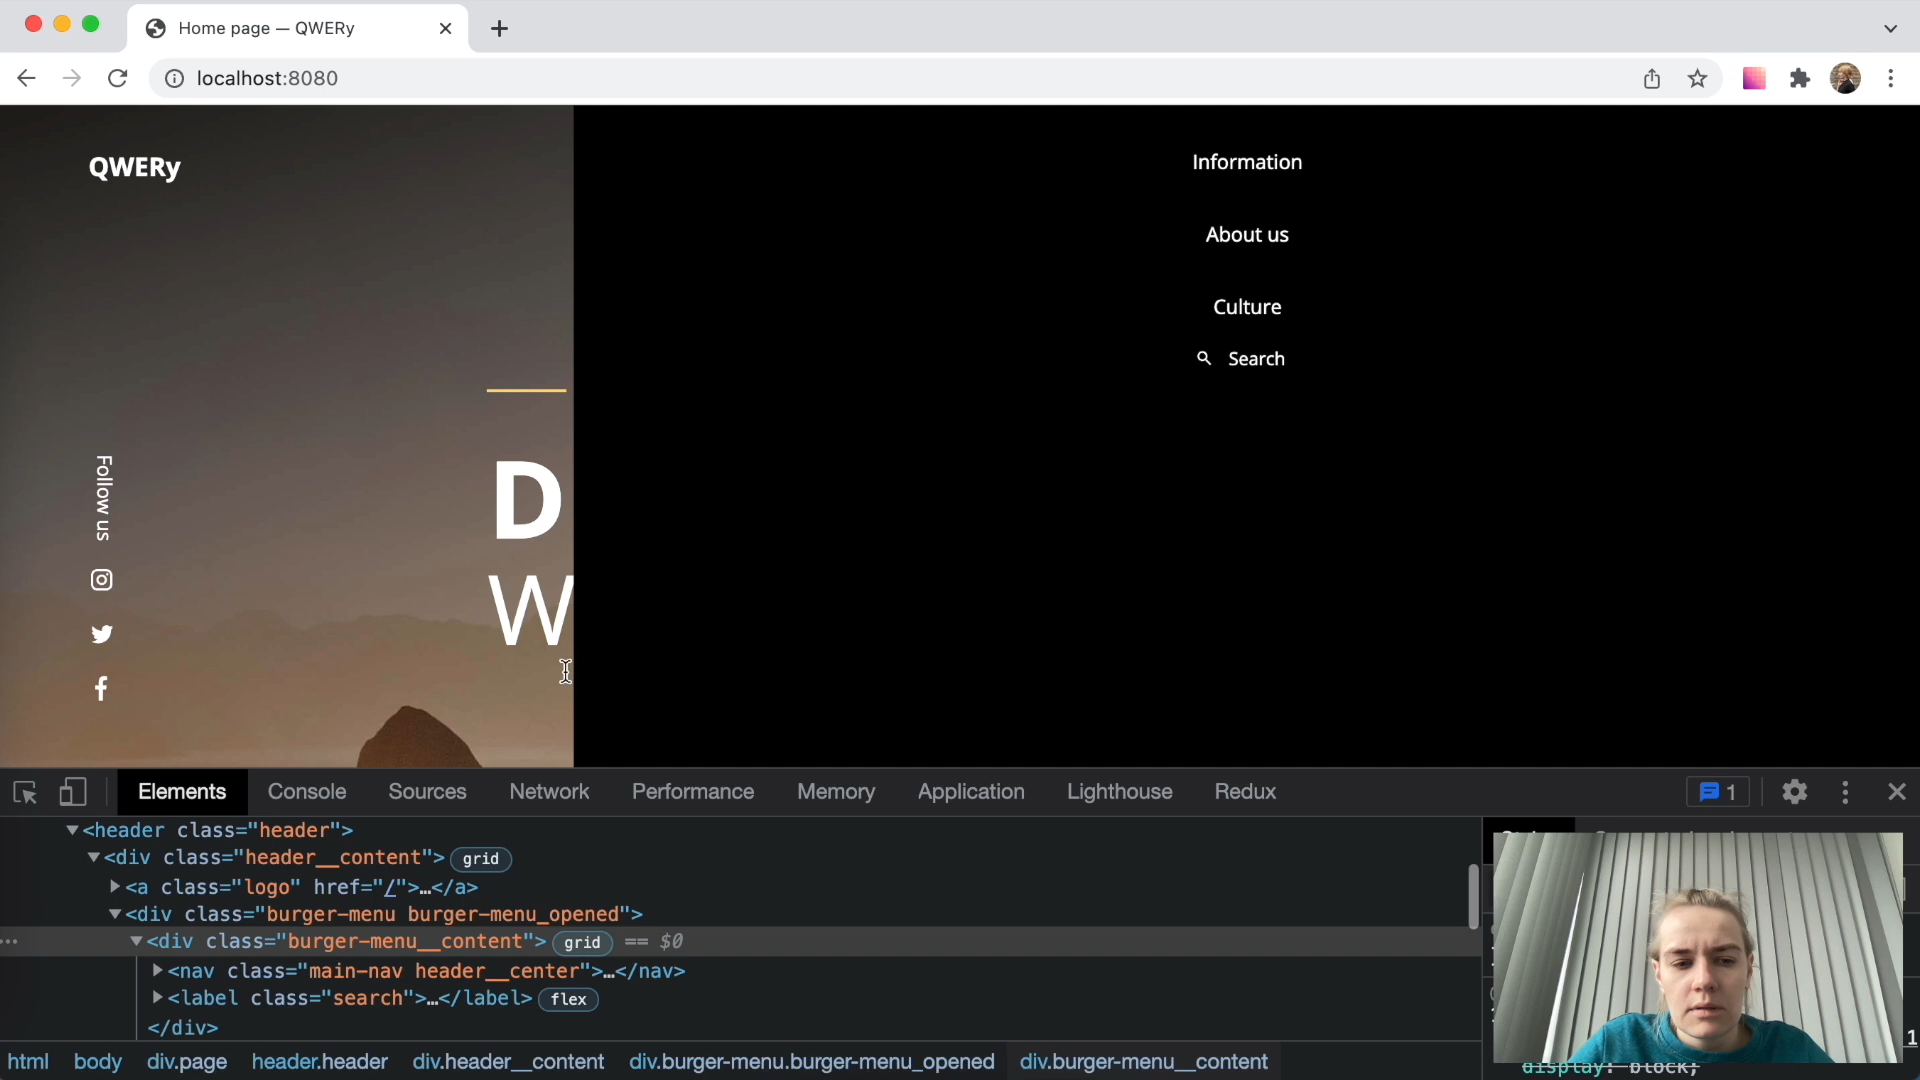 Home page — QWERy
localhost:8080
QWERy
Information
About us
Culture
Search
Follow us
D
W
Elements Console Sources Network Performance Memory Application Lighthouse Redux 1
<header class="header">
<div class="header__content"> grid
<a class="logo" href="/">…</a>
<div class="burger-menu burger-menu_opened">
<div class="burger-menu__content"> grid == $0
<nav class="main-nav header__center">…</nav>
<label class="search">…</label> flex
</div>
html body div.page header.header div.header__content div.burger-menu.burger-menu_opened div.burger-menu__content
display: block;